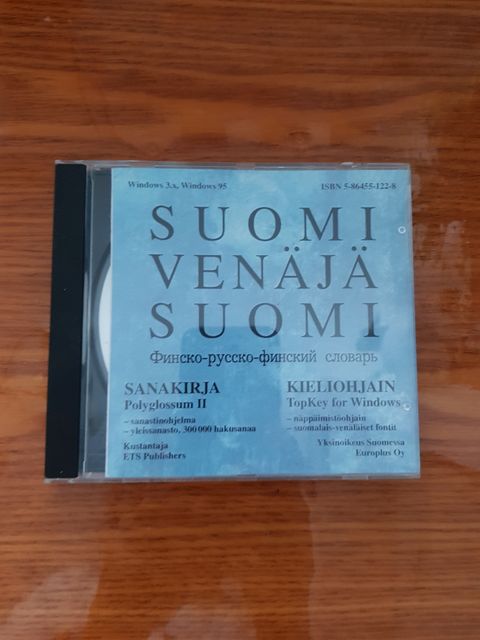 Windows 3.x, Windows 95 ISBN 5-86455-122-8
SUOMI
VENÄJÄ
SUOMI
Финско-русско-финский словарь
SANAKIRJA
Polyglossum II
– sanastinohjelma
– yleissanasto, 300 000 hakusanaa
Kustantaja
ETS Publishers
KIELIOHJAIN
TopKey for Windows
– näppäimistöohjain
– suomalais-venäläiset fontit
Yksinoikeus Suomessa
Europlus Oy